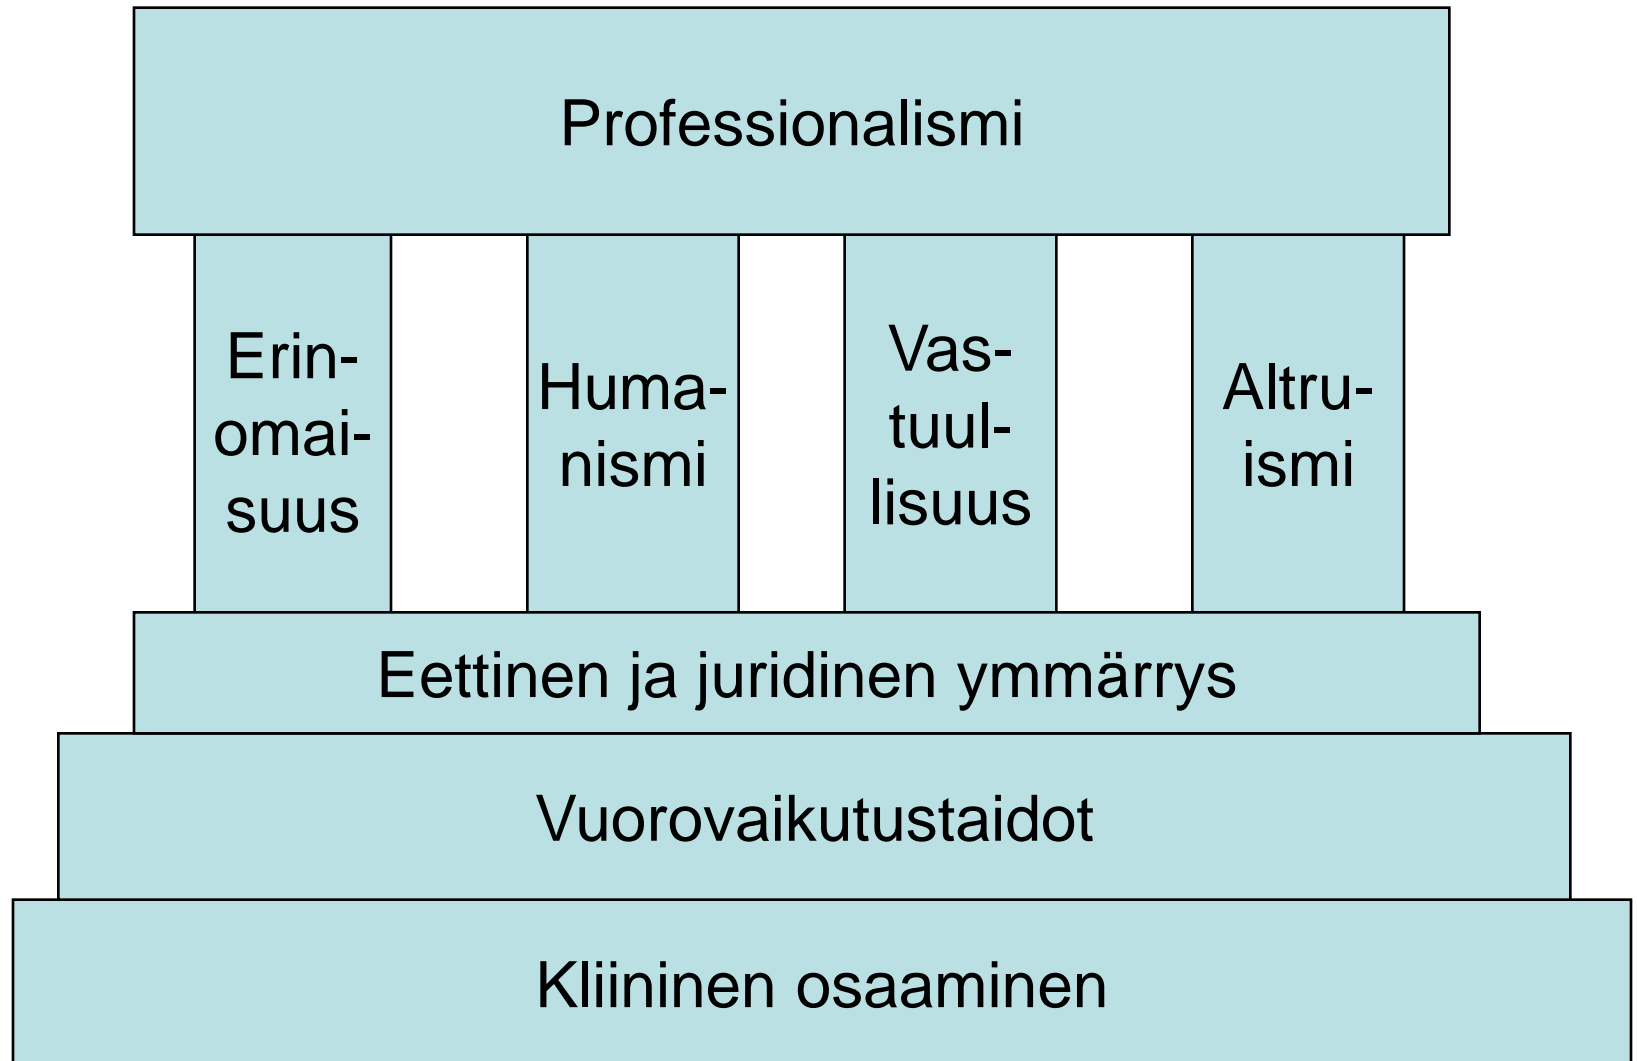 Professionalismi
Erin-
omai-
suus
Huma-
nismi
Vas-
tuul-
lisuus
Altru-
ismi
Eettinen ja juridinen ymmärrys
Vuorovaikutustaidot
Kliininen osaaminen